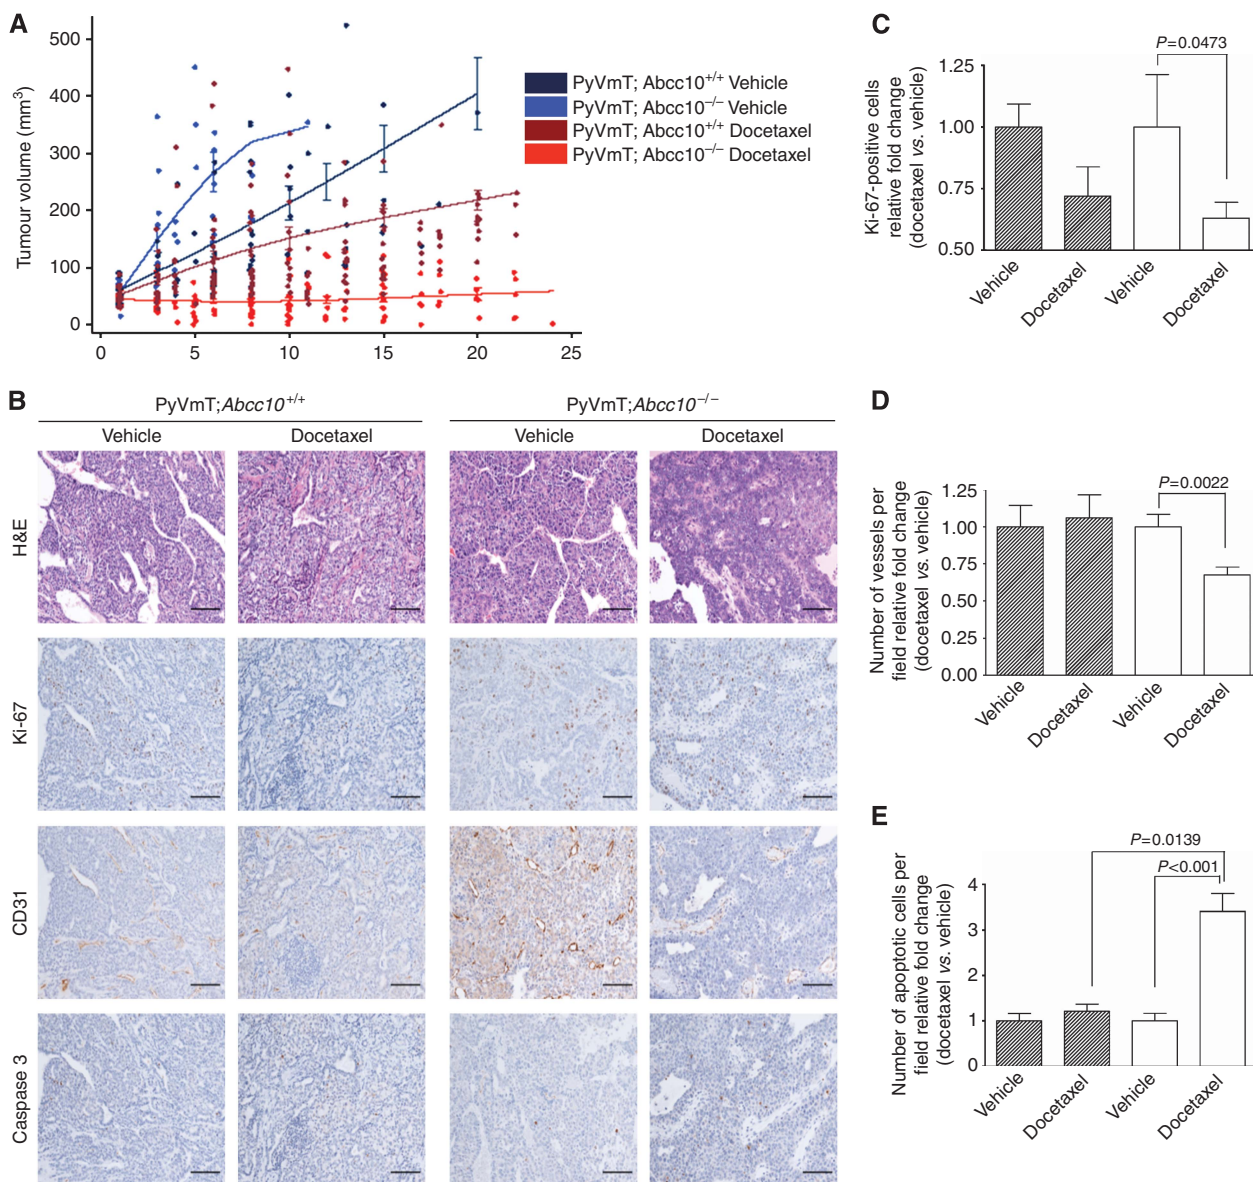 A
Tumour volume (mm³)
500
400
300
200
100
0
0 5 10 15 20 25
PyVmT; Abcc10⁺/⁺ Vehicle
PyVmT; Abcc10⁻/⁻ Vehicle
PyVmT; Abcc10⁺/⁺ Docetaxel
PyVmT; Abcc10⁻/⁻ Docetaxel
B
PyVmT;Abcc10⁺/⁺ PyVmT;Abcc10⁻/⁻
Vehicle Docetaxel Vehicle Docetaxel
H&E
Ki-67
CD31
Caspase 3
C
Ki-67-positive cells
relative fold change
(docetaxel vs. vehicle)
1.25
1.00
0.75
0.50
P=0.0473
Vehicle Docetaxel Vehicle Docetaxel
D
Number of vessels per
field relative fold change
(docetaxel vs. vehicle)
1.25
1.00
0.75
0.50
0.25
0.00
P=0.0022
Vehicle Docetaxel Vehicle Docetaxel
E
Number of apoptotic cells per
field relative fold change
(docetaxel vs. vehicle)
4
3
2
1
0
P=0.0139
P<0.001
Vehicle Docetaxel Vehicle Docetaxel